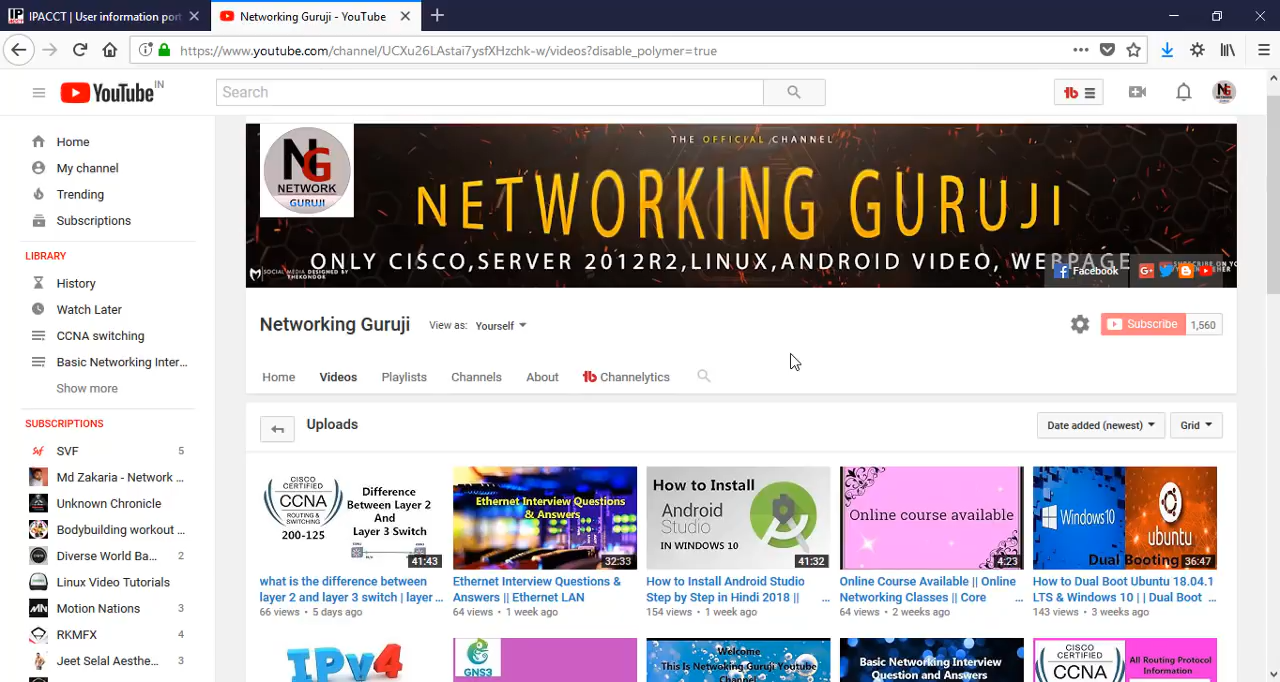 IPACCT | User information port
Networking Guruji - YouTube
https://www.youtube.com/channel/UCXu26LAstai7ysfXHzchk-w/videos?disable_polymer=true
YouTube IN
Search
Home
My channel
Trending
Subscriptions
LIBRARY
History
Watch Later
CCNA switching
Basic Networking Inter...
Show more
SUBSCRIPTIONS
SVF 5
Md Zakaria - Network ...
Unknown Chronicle
Bodybuilding workout ...
Diverse World Ba... 2
Linux Video Tutorials
Motion Nations 3
RKMFX 4
Jeet Selal Aesthe... 3
THE OFFICIAL CHANNEL
NG
NETWORK
GURUJI
NETWORKING GURUJI
ONLY CISCO,SERVER 2012R2,LINUX,ANDROID VIDEO, WEBPAGE
SOCIAL MEDIA DESIGNED BY
THEKONDOR
Facebook
Networking Guruji
View as: Yourself
Subscribe 1,560
Home Videos Playlists Channels About Channelytics
Uploads
Date added (newest)
Grid
CISCO
CERTIFIED
CCNA
ROUTING &
SWITCHING
200-125
Difference
Between Layer 2
And
Layer 3 Switch
41:43
what is the difference between
layer 2 and layer 3 switch | layer ...
66 views • 5 days ago
Ethernet Interview Questions
& Answers
32:33
Ethernet Interview Questions &
Answers || Ethernet LAN
64 views • 1 week ago
How to Install
Android
Studio
IN WINDOWS 10
41:32
How to Install Android Studio
Step by Step in Hindi 2018 || ...
154 views • 1 week ago
Online course available
4:23
Online Course Available || Online
Networking Classes || Core ...
64 views • 2 weeks ago
Windows10
ubuntu
Dual Booting
36:47
How to Dual Boot Ubuntu 18.04.1
LTS & Windows 10 | | Dual Boot ...
143 views • 3 weeks ago
IPv4
GNS3
Welcome
This Is Netwoking Guruji Youtube
Channel
Basic Networking Interview
Question and Answers
CISCO
CERTIFIED
CCNA
All Routing Protocol
Information